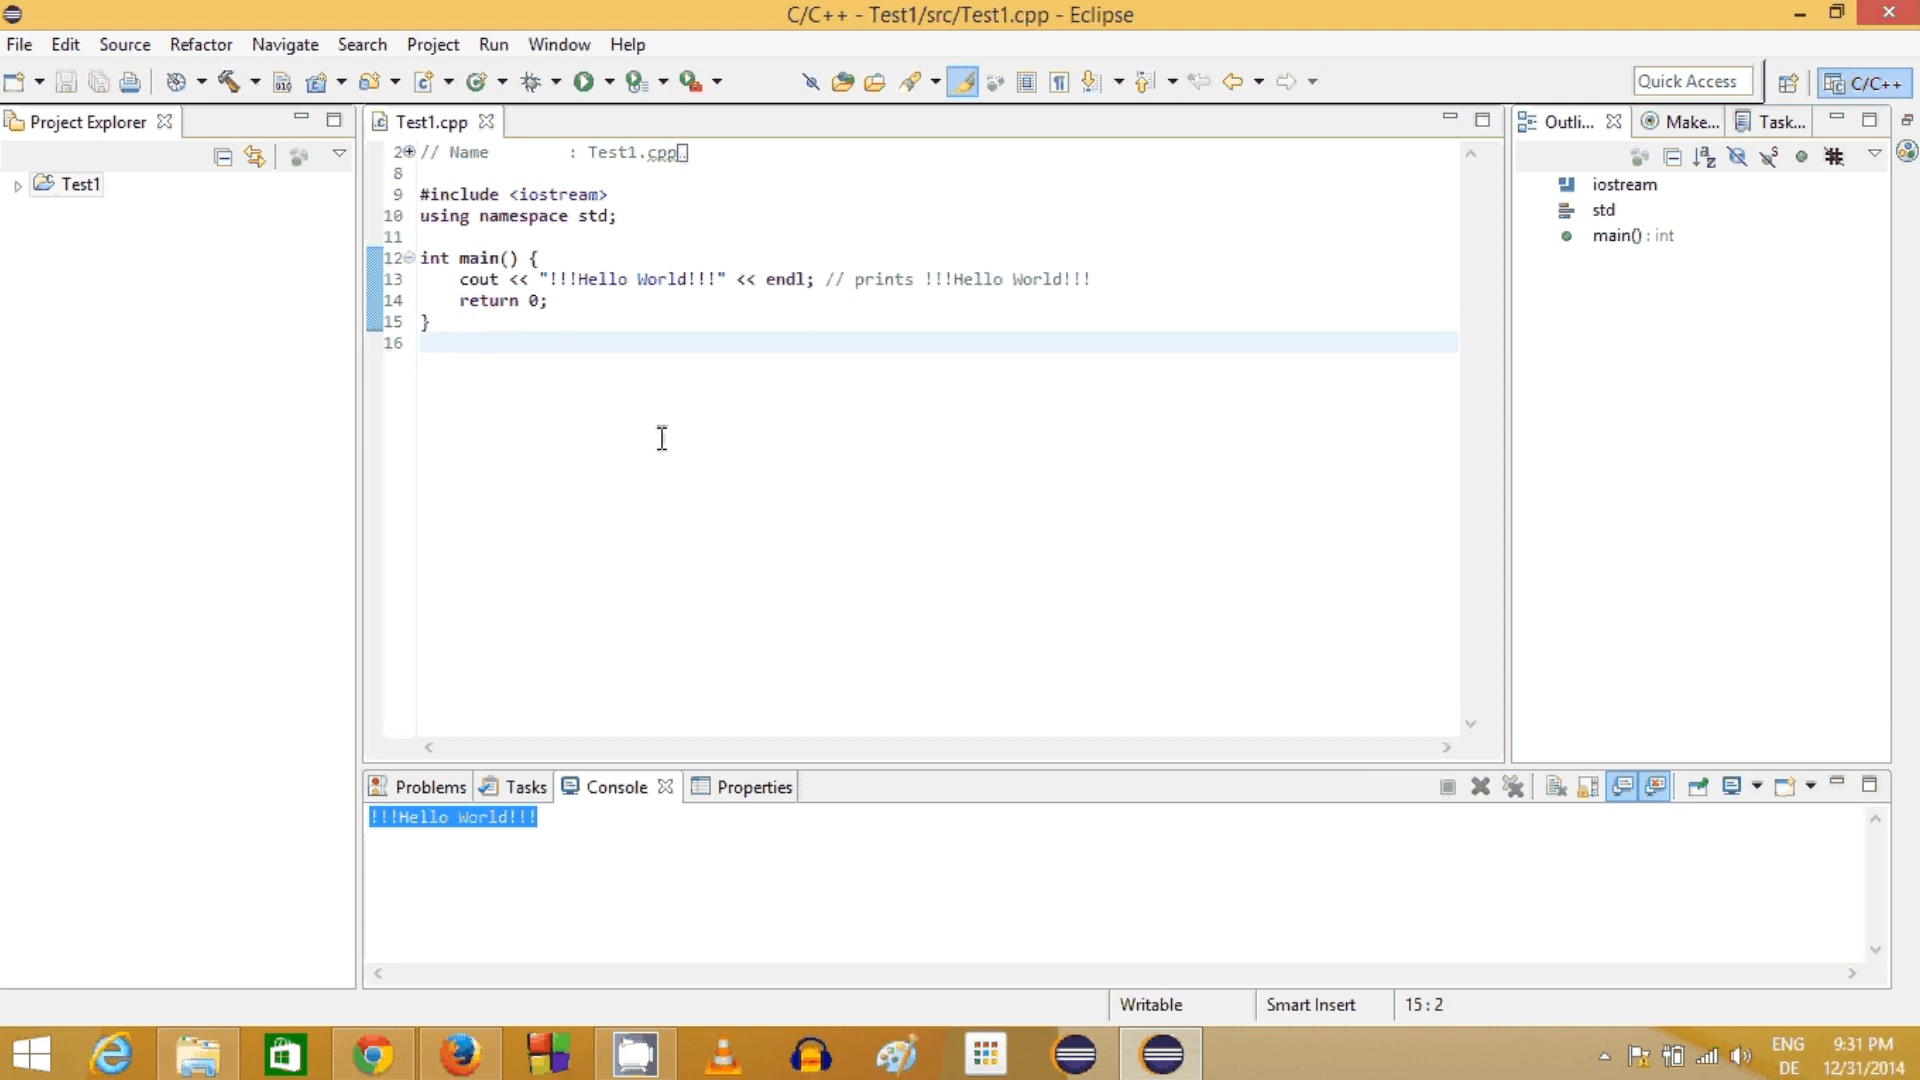 C/C++ - Test1/src/Test1.cpp - Eclipse
File Edit Source Refactor Navigate Search Project Run Window Help
Quick Access
C/C++
Project Explorer
Test1
Test1.cpp
2 // Name : Test1.cpp
8
9 #include <iostream>
10 using namespace std;
11
12 int main() {
13 cout << "!!!Hello World!!!" << endl; // prints !!!Hello World!!!
14 return 0;
15 }
16
Outli... Make... Task...
iostream
std
main() : int
Problems Tasks Console Properties
!!!Hello World!!!
Writable Smart Insert 15 : 2
ENG 9:31 PM
DE 12/31/2014